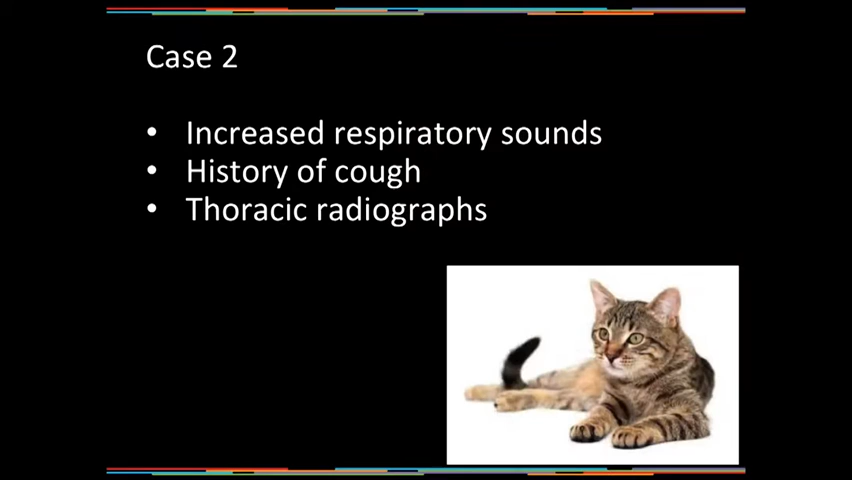 Case 2
• Increased respiratory sounds
• History of cough
• Thoracic radiographs